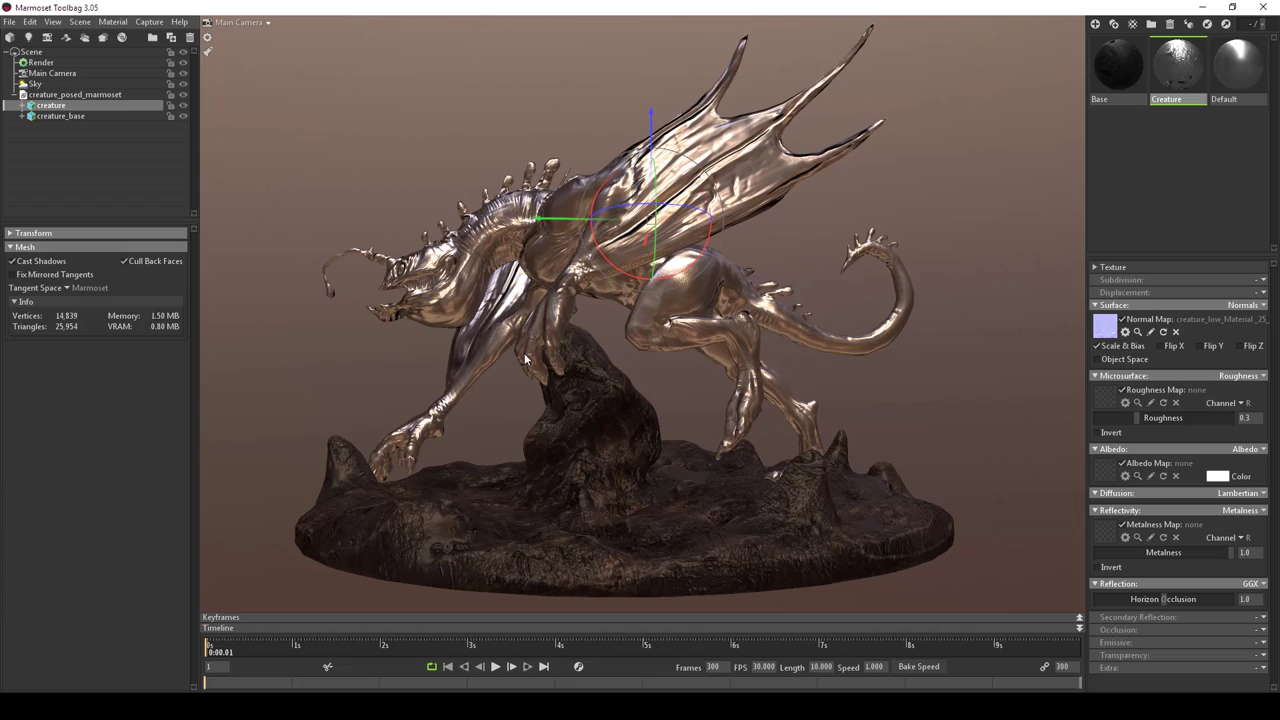 Marmoset Toolbag 3.05
File Edit View Scene Material Capture Help
Main Camera
Scene
Render
Main Camera
Sky
creature_posed_marmoset
creature
creature_base
Transform
Mesh
Cast Shadows Cull Back Faces
Fix Mirrored Tangents
Tangent Space Marmoset
Info
Vertices: 14,839 Memory: 1.50 MB
Triangles: 25,954 VRAM: 0.80 MB
- /
Base Creature Default
Texture
Subdivision: -
Displacement: -
Surface: Normals
Normal Map: creature_low_Material _25_
Scale & Bias Flip X Flip Y Flip Z
Object Space
Microsurface: Roughness
Roughness Map: none
Channel R
Roughness 0.3
Invert
Albedo: Albedo
Albedo Map: none
Color
Diffusion: Lambertian
Reflectivity: Metalness
Metalness Map: none
Channel R
Metalness 1.0
Invert
Reflection: GGX
Horizon Occlusion 1.0
Secondary Reflection: -
Occlusion: -
Emissive: -
Transparency: -
Extra: -
Keyframes
Timeline
0s 1s 2s 3s 4s 5s 6s 7s 8s 9s
0:00.01
1 Frames 300 FPS 30.000 Length 10.000 Speed 1.000 Bake Speed 300